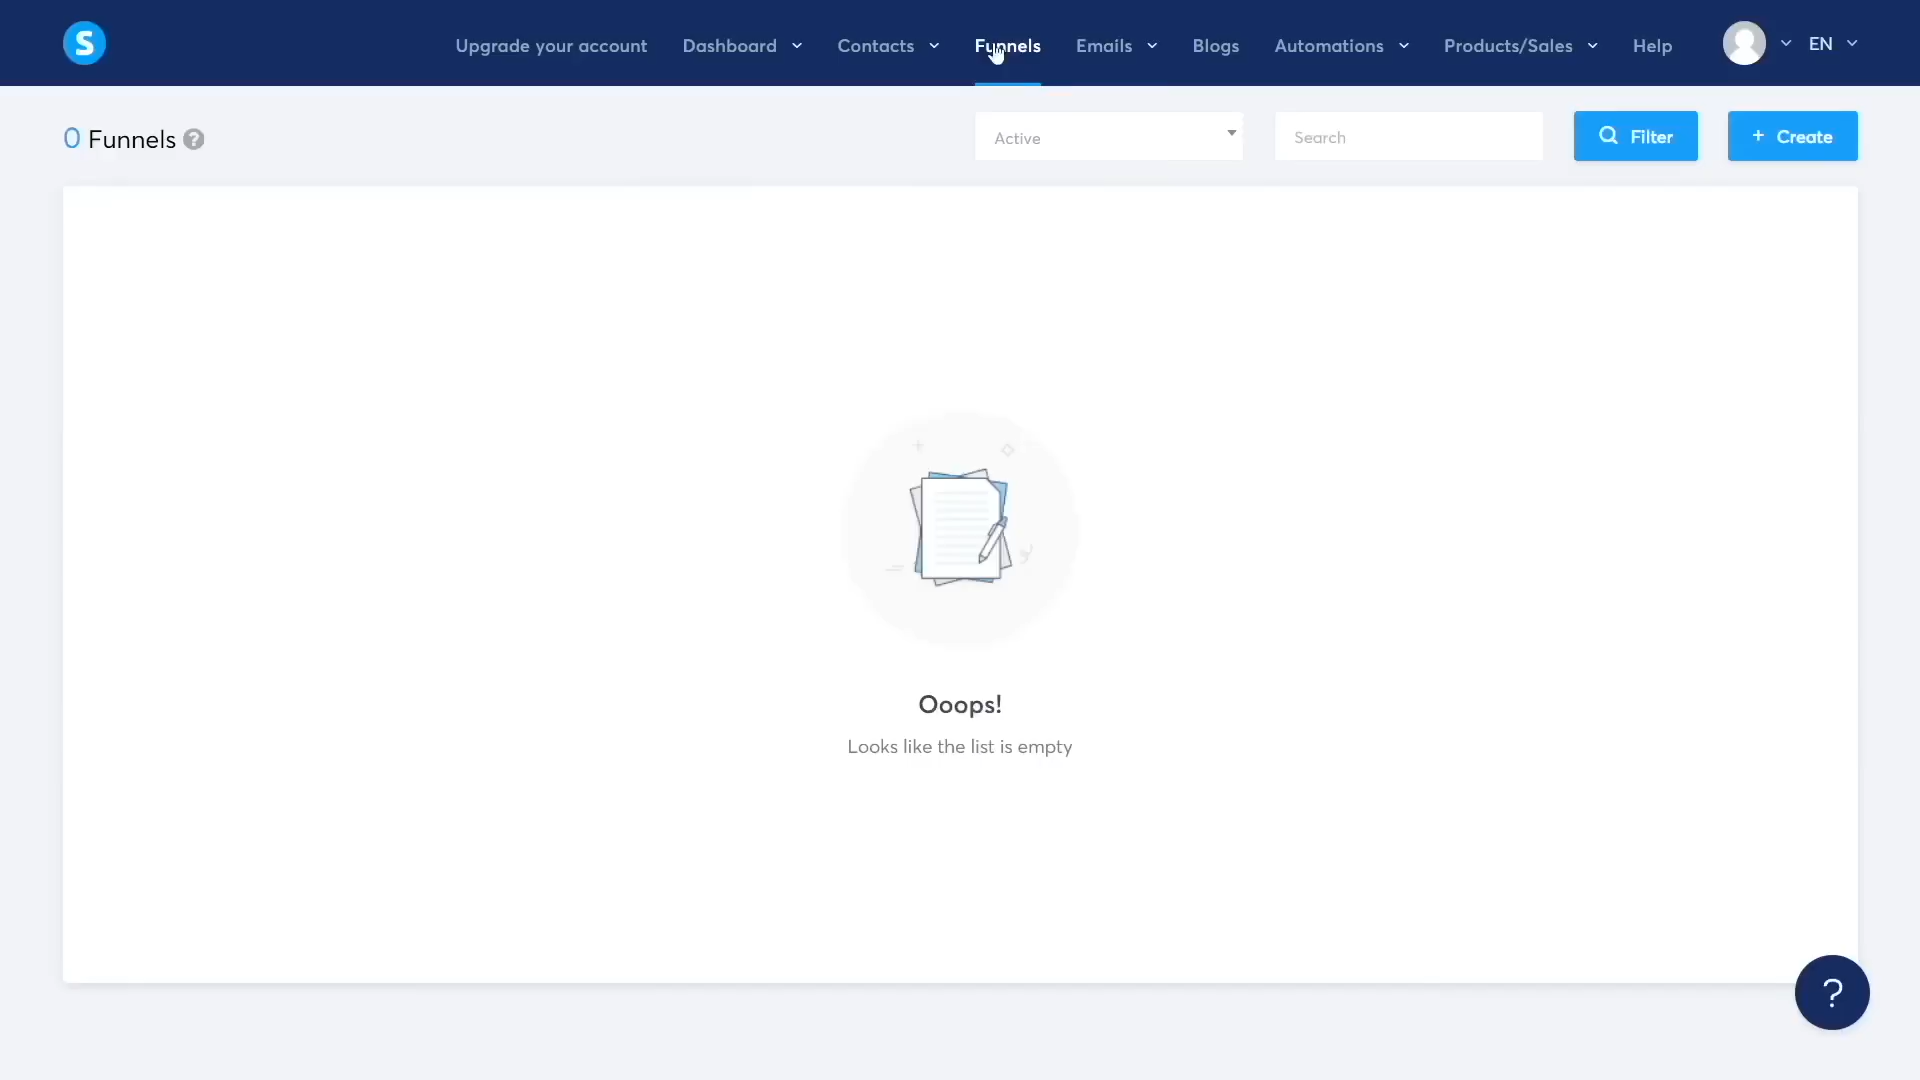 S
Upgrade your account Dashboard Contacts Funnels Emails Blogs Automations Products/Sales Help EN
0 Funnels ?
Active
Search
Filter
+ Create
Ooops!
Looks like the list is empty
?